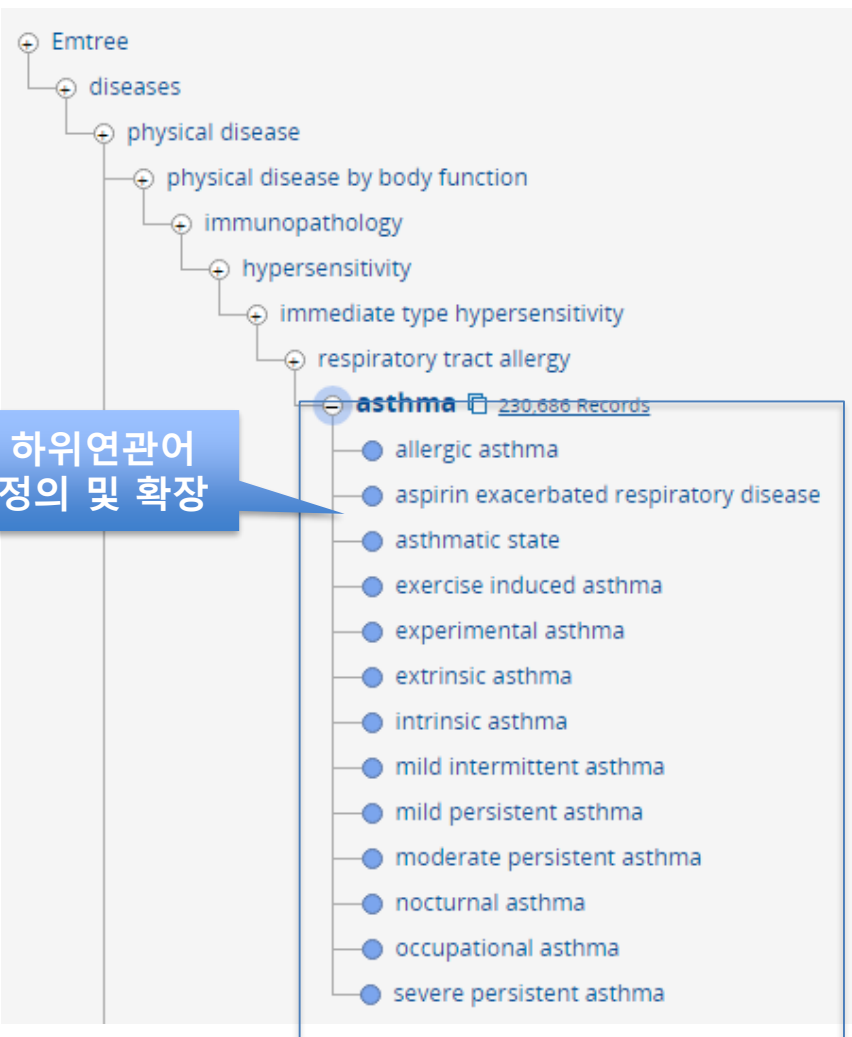 Emtree
diseases
physical disease
physical disease by body function
immunopathology
hypersensitivity
immediate type hypersensitivity
respiratory tract allergy
asthma 230,686 Records
하위연관어
정의 및 확장
allergic asthma
aspirin exacerbated respiratory disease
asthmatic state
exercise induced asthma
experimental asthma
extrinsic asthma
intrinsic asthma
mild intermittent asthma
mild persistent asthma
moderate persistent asthma
nocturnal asthma
occupational asthma
severe persistent asthma